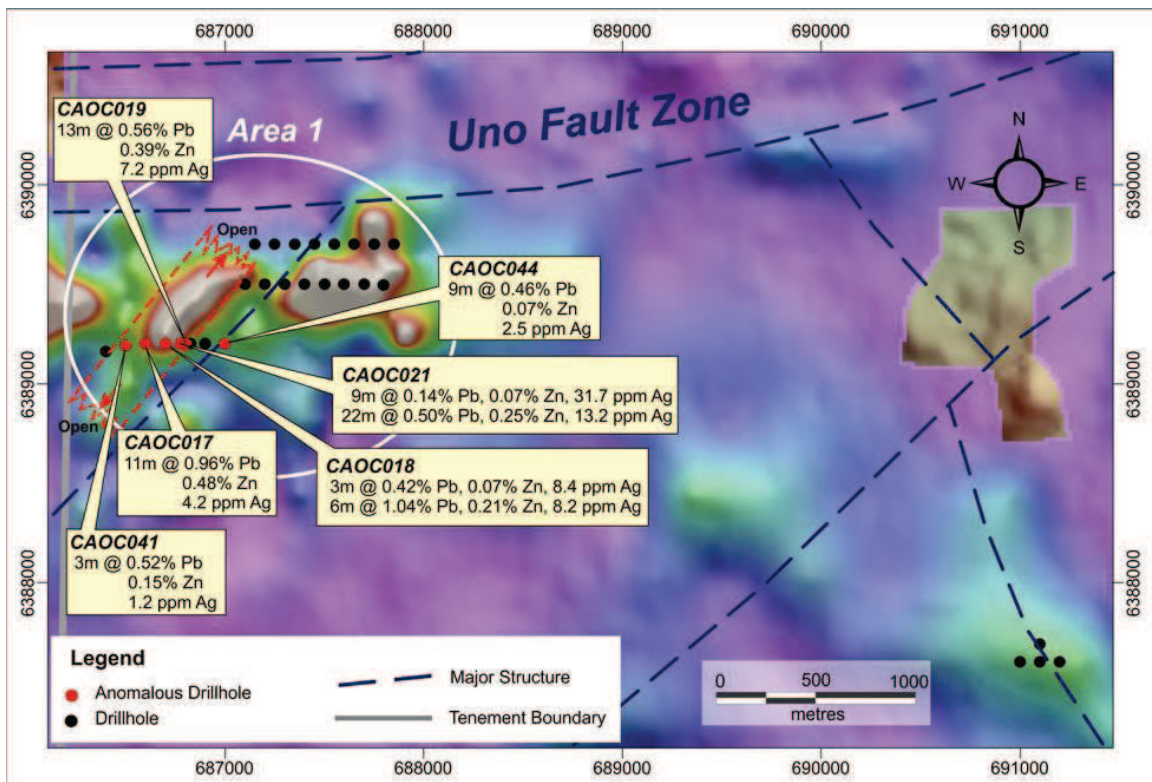 687000
688000
689000
690000
691000
CAOC019
13m @ 0.56% Pb
0.39% Zn
7.2 ppm Ag
Area 1
Uno Fault Zone
N
W
E
S
6390000
6390000
Open
CAOC044
9m @ 0.46% Pb
0.07% Zn
2.5 ppm Ag
6389000
6389000
CAOC021
9m @ 0.14% Pb, 0.07% Zn, 31.7 ppm Ag
22m @ 0.50% Pb, 0.25% Zn, 13.2 ppm Ag
Open
CAOC017
11m @ 0.96% Pb
0.48% Zn
4.2 ppm Ag
CAOC018
3m @ 0.42% Pb, 0.07% Zn, 8.4 ppm Ag
6m @ 1.04% Pb, 0.21% Zn, 8.2 ppm Ag
CAOC041
3m @ 0.52% Pb
0.15% Zn
1.2 ppm Ag
6388000
6388000
Legend
Anomalous Drillhole
Drillhole
Major Structure
Tenement Boundary
0 500 1000
metres
687000
688000
689000
690000
691000